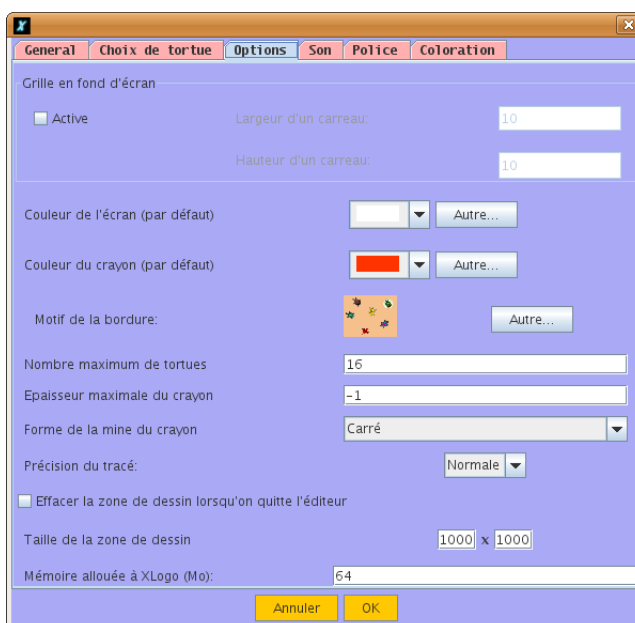 General Choix de tortue Options Son Police Coloration
Grille en fond d'écran
Active Largeur d'un carreau: 10
Hauteur d'un carreau: 10
Couleur de l'écran (par défaut) Autre...
Couleur du crayon (par défaut) Autre...
Motif de la bordure: Autre...
Nombre maximum de tortues 16
Epaisseur maximale du crayon -1
Forme de la mine du crayon Carré
Précision du tracé: Normale
Effacer la zone de dessin lorsqu'on quitte l'éditeur
Taille de la zone de dessin 1000 x 1000
Mémoire allouée à XLogo (Mo): 64
Annuler OK